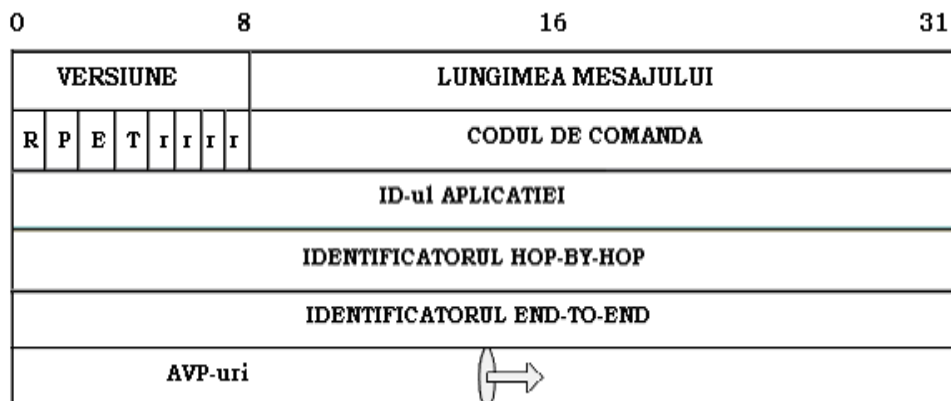 0 8 16 31
VERSIUNE LUNGIMEA MESAJULUI
R P E T r r r r CODUL DE COMANDA
ID-ul APLICATIEI
IDENTIFICATORUL HOP-BY-HOP
IDENTIFICATORUL END-TO-END
AVP-uri